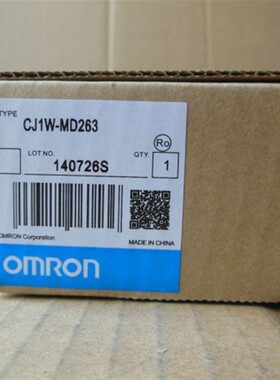 TYPE CJ1W-MD263
Ro
LOT NO. 140726S QTY. 1
OMRON Corporation MADE IN CHINA
OMRON